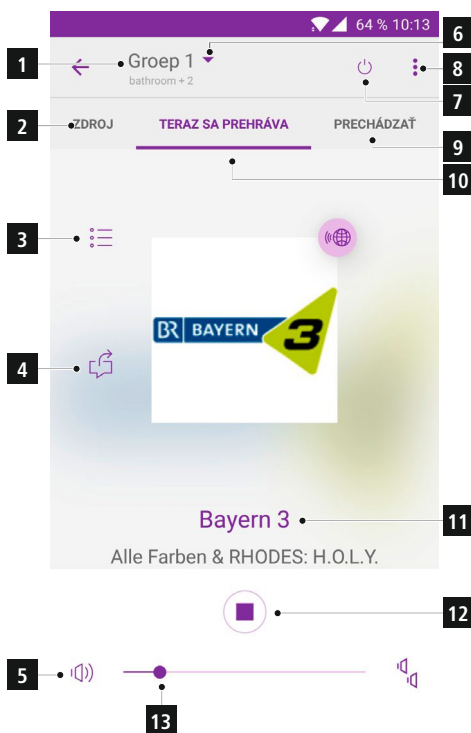 64 % 10:13
6
1
Groep 1
bathroom + 2
8
7
2
ZDROJ
TERAZ SA PREHRÁVA
PRECHÁDZAŤ
9
10
3
BR BAYERN 3
4
Bayern 3
11
Alle Farben & RHODES: H.O.L.Y.
12
5
13